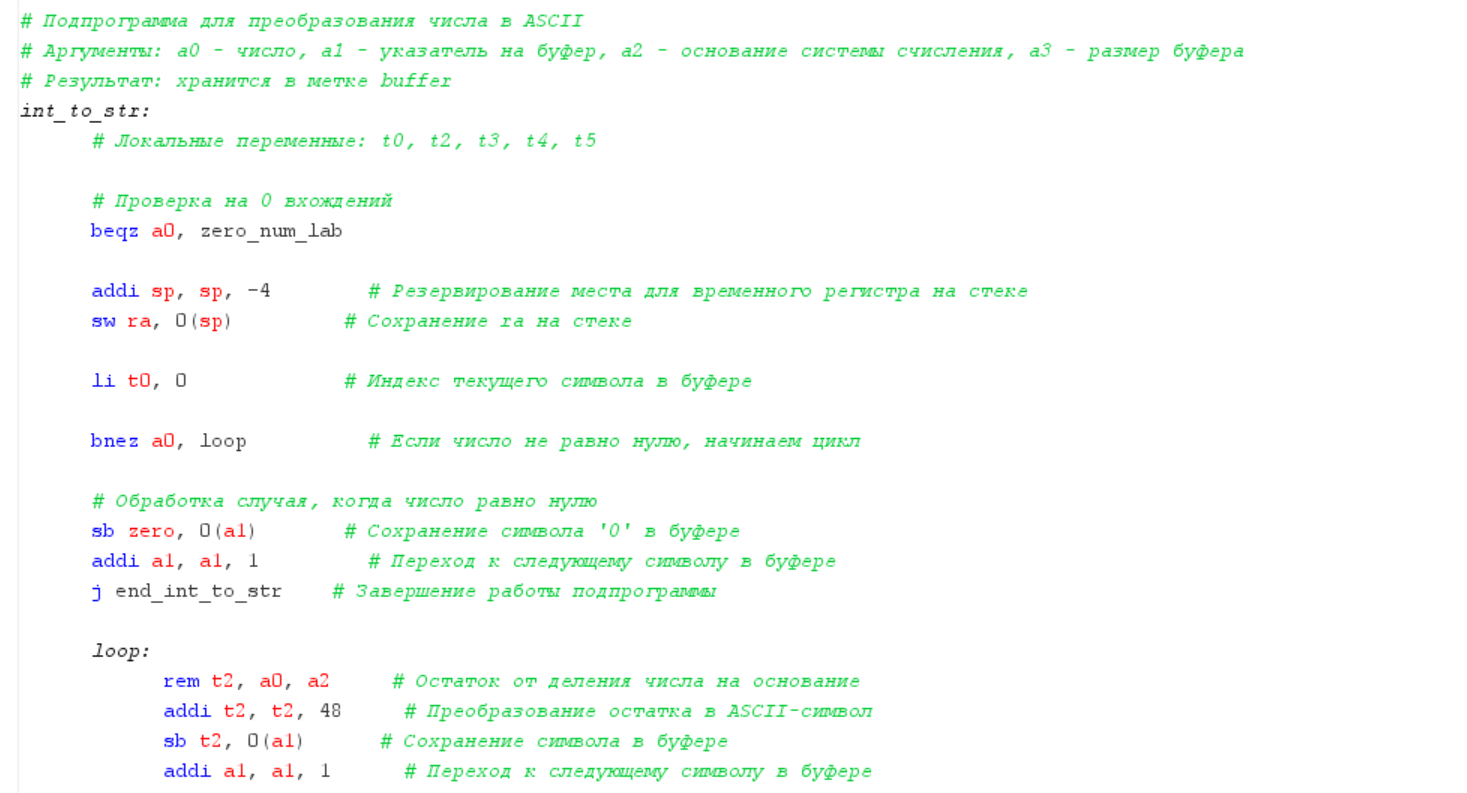 # Подпрограмма для преобразования числа в ASCII
# Аргументы: a0 - число, a1 - указатель на буфер, a2 - основание системы счисления, a3 - размер буфера
# Результат: хранится в метке buffer
int_to_str:
# Локальные переменные: t0, t2, t3, t4, t5
# Проверка на 0 вхождений
beqz a0, zero_num_lab
addi sp, sp, -4 # Резервирование места для временного регистра на стеке
sw ra, 0(sp) # Сохранение ra на стеке
li t0, 0 # Индекс текущего символа в буфере
bnez a0, loop # Если число не равно нулю, начинаем цикл
# Обработка случая, когда число равно нулю
sb zero, 0(a1) # Сохранение символа '0' в буфере
addi a1, a1, 1 # Переход к следующему символу в буфере
j end_int_to_str # Завершение работы подпрограммы
loop:
rem t2, a0, a2 # Остаток от деления числа на основание
addi t2, t2, 48 # Преобразование остатка в ASCII-символ
sb t2, 0(a1) # Сохранение символа в буфере
addi a1, a1, 1 # Переход к следующему символу в буфере